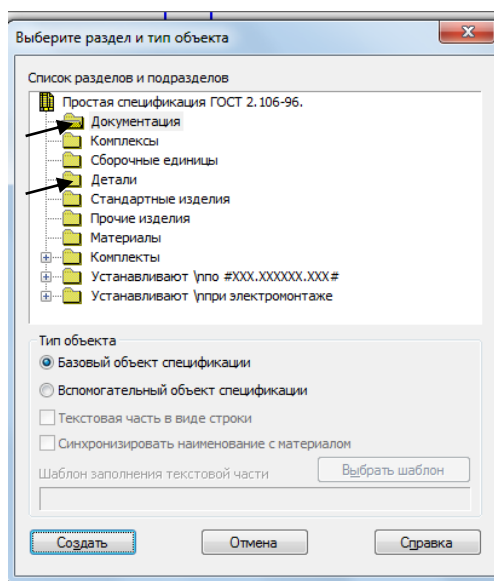 Выберите раздел и тип объекта
Список разделов и подразделов
Простая спецификация ГОСТ 2.106-96.
Документация
Комплексы
Сборочные единицы
Детали
Стандартные изделия
Прочие изделия
Материалы
Комплекты
Устанавливают \nпо #XXX.XXXXXX.XXX#
Устанавливают \nпри электромонтаже
Тип объекта
Базовый объект спецификации
Вспомогательный объект спецификации
Текстовая часть в виде строки
Синхронизировать наименование с материалом
Шаблон заполнения текстовой части Выбрать шаблон
Создать Отмена Справка